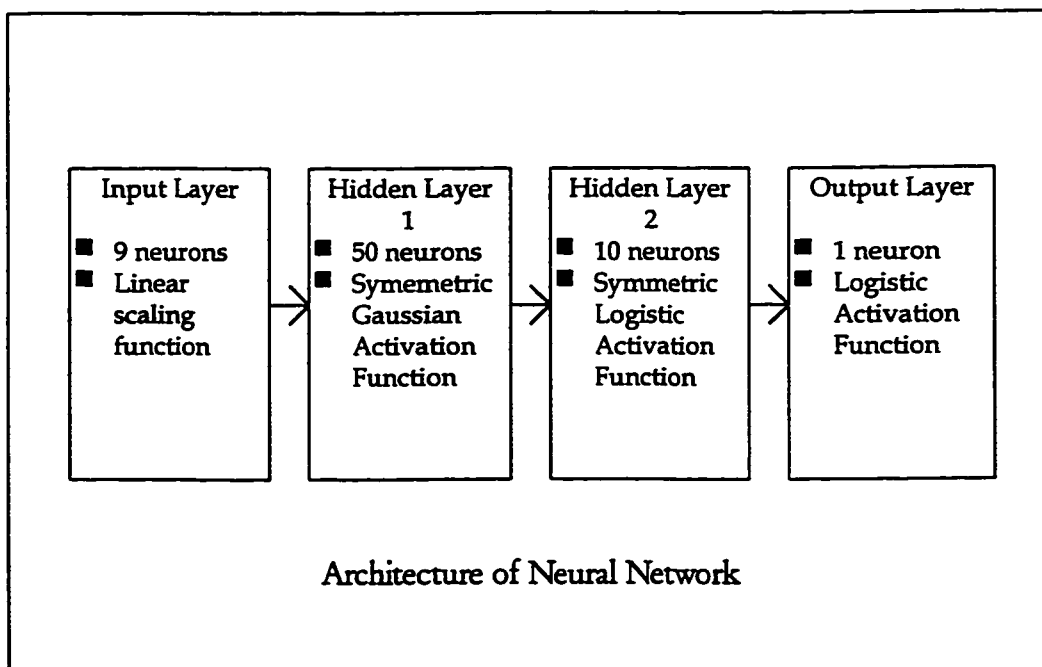 Input Layer
■ 9 neurons
■ Linear
scaling
function
Hidden Layer
1
■ 50 neurons
■ Symemetric
Gaussian
Activation
Function
Hidden Layer
2
■ 10 neurons
■ Symmetric
Logistic
Activation
Function
Output Layer
■ 1 neuron
■ Logistic
Activation
Function
Architecture of Neural Network